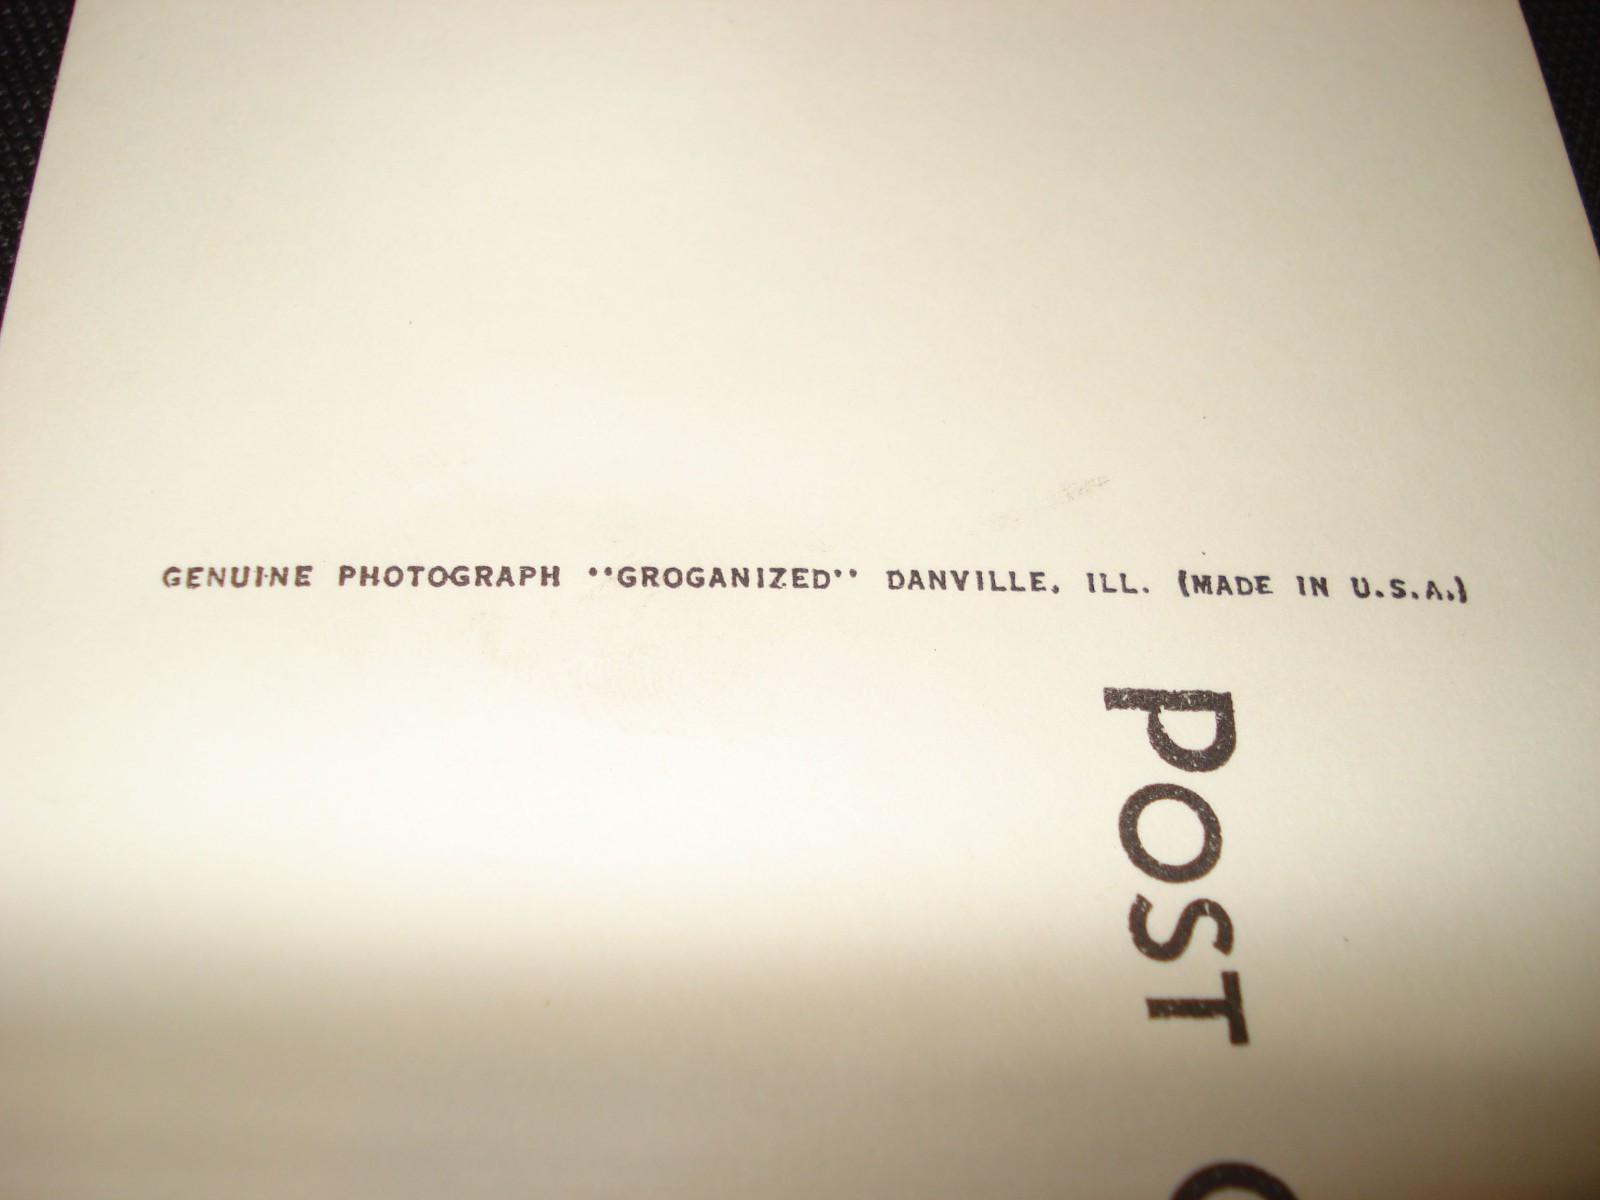 GENUINE PHOTOGRAPH "GROGANIZED" DANVILLE, ILL. (MADE IN U.S.A.)
POST C